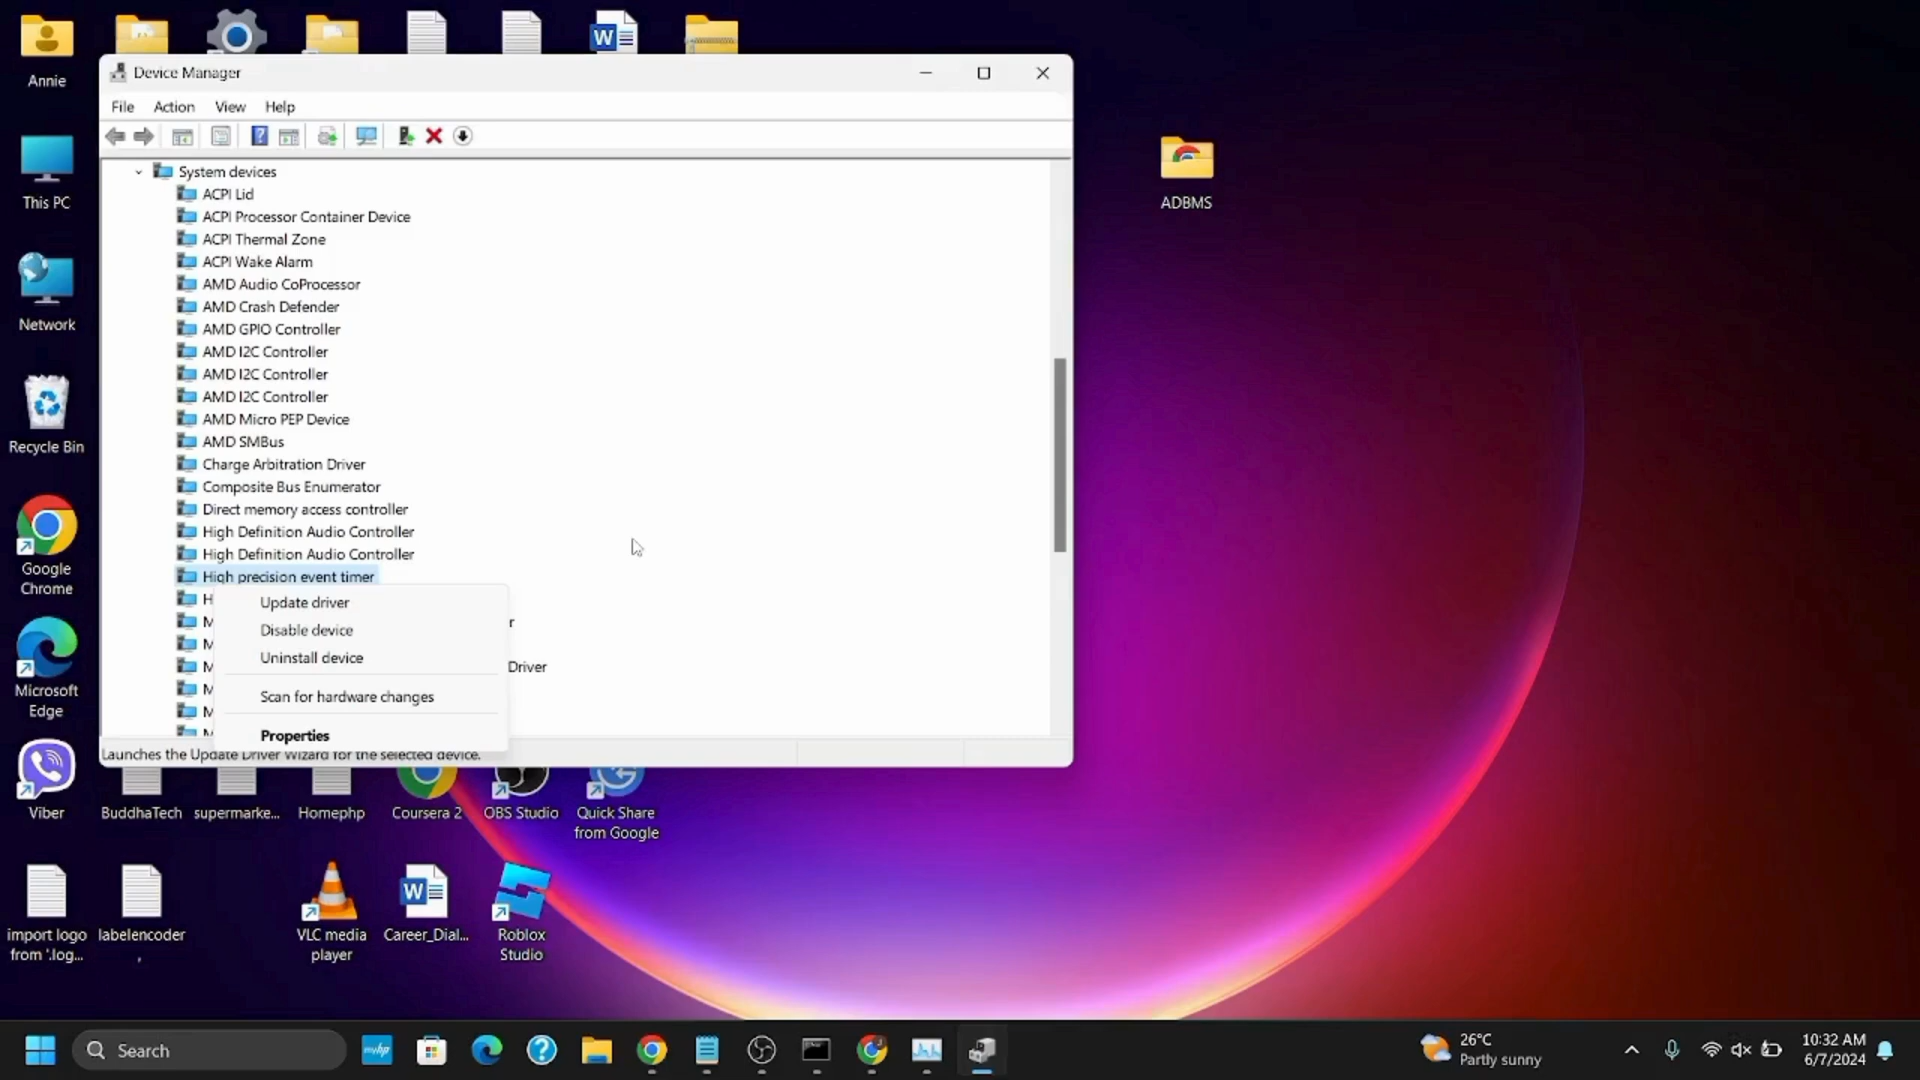 Annie
This PC
Network
Recycle Bin
Google
Chrome
Microsoft
Edge
Viber
import logo
from '.log...
Device Manager
File Action View Help
System devices
ACPI Lid
ACPI Processor Container Device
ACPI Thermal Zone
ACPI Wake Alarm
AMD Audio CoProcessor
AMD Crash Defender
AMD GPIO Controller
AMD I2C Controller
AMD I2C Controller
AMD I2C Controller
AMD Micro PEP Device
AMD SMBus
Charge Arbitration Driver
Composite Bus Enumerator
Direct memory access controller
High Definition Audio Controller
High Definition Audio Controller
High precision event timer
H
M r
M
M Driver
M
M
M
Update driver
Disable device
Uninstall device
Scan for hardware changes
Properties
Launches the Update Driver Wizard for the selected device.
ADBMS
BuddhaTech
supermarke...
Homephp
Coursera 2
OBS Studio
Quick Share
from Google
labelencoder
,
VLC media
player
Career_Dial...
Roblox
Studio
Search
myhp
26°C
Partly sunny
10:32 AM
6/7/2024